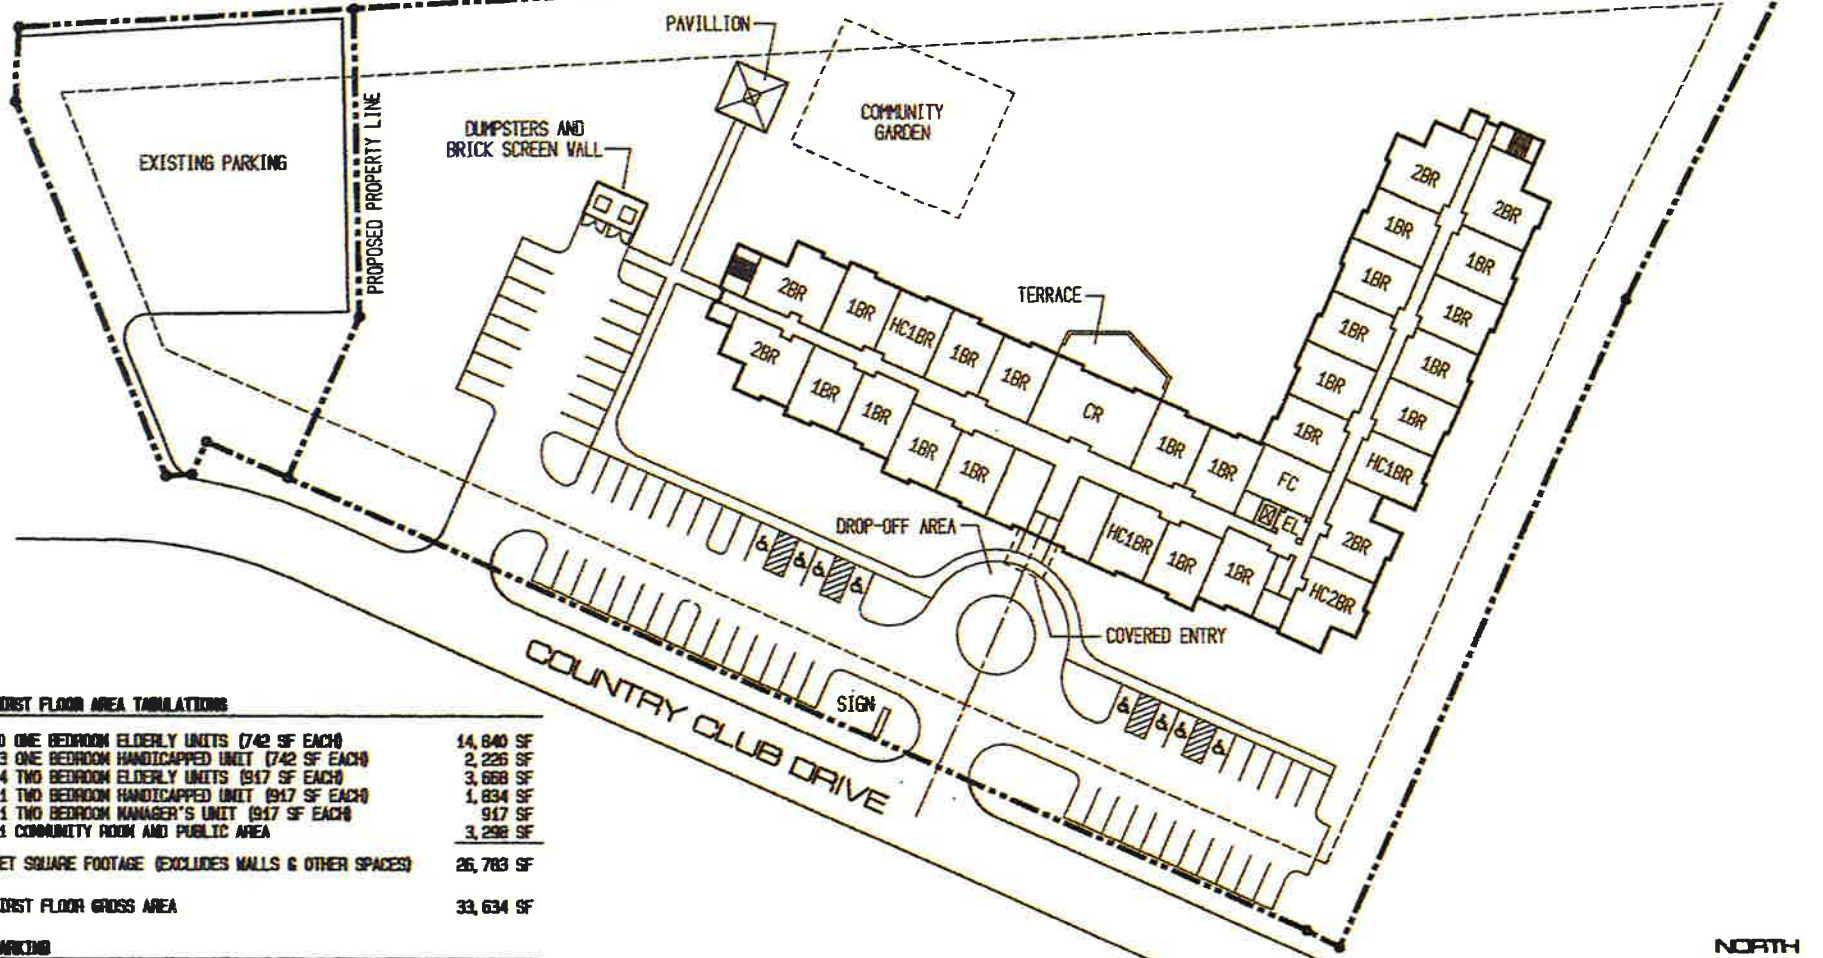 PAVILLION
COMMUNITY
GARDEN
DUMPSTERS AND
BRICK SCREEN WALL
EXISTING PARKING
PROPOSED PROPERTY LINE
TERRACE
2BR
1BR
HC1BR
1BR
1BR
CR
1BR
1BR
FC
EL
2BR
1BR
1BR
1BR
1BR
HC1BR
1BR
1BR
2BR
1BR
1BR
1BR
1BR
1BR
2BR
1BR
1BR
1BR
1BR
HC1BR
2BR
HC2BR
DROP-OFF AREA
COVERED ENTRY
SIGN
COUNTRY CLUB DRIVE
FIRST FLOOR AREA TABULATIONS
0 ONE BEDROOM ELDERLY UNITS (742 SF EACH) 14,840 SF
3 ONE BEDROOM HANDICAPPED UNIT (742 SF EACH) 2,226 SF
4 TWO BEDROOM ELDERLY UNITS (917 SF EACH) 3,668 SF
1 TWO BEDROOM HANDICAPPED UNIT (917 SF EACH) 1,834 SF
1 TWO BEDROOM MANAGER'S UNIT (917 SF EACH) 917 SF
1 COMMUNITY ROOM AND PUBLIC AREA 3,298 SF
ET SQUARE FOOTAGE (EXCLUDES WALLS & OTHER SPACES) 26,783 SF
IRST FLOOR GROSS AREA 33,634 SF
ARKING
NORTH